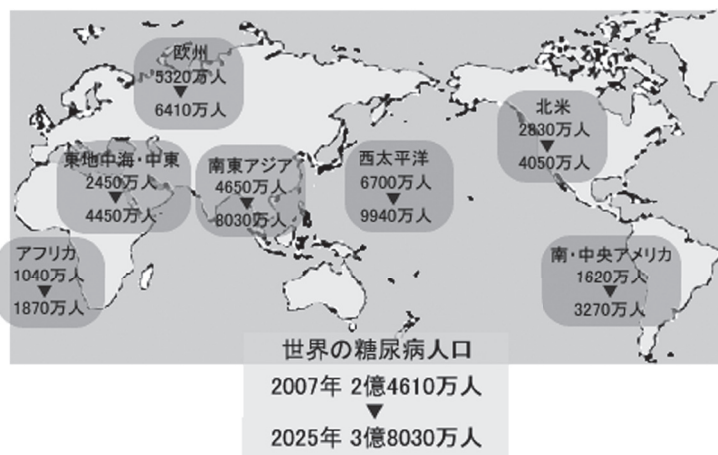 欧州
5320万人
▼
6410万人
北米
2830万人
▼
4050万人
東地中海・中東
2450万人
▼
4450万人
南東アジア
4650万人
▼
8030万人
西太平洋
6700万人
▼
9940万人
アフリカ
1040万人
▼
1870万人
南・中央アメリカ
1620万人
▼
3270万人
世界の糖尿病人口
2007年 2億4610万人
▼
2025年 3億8030万人